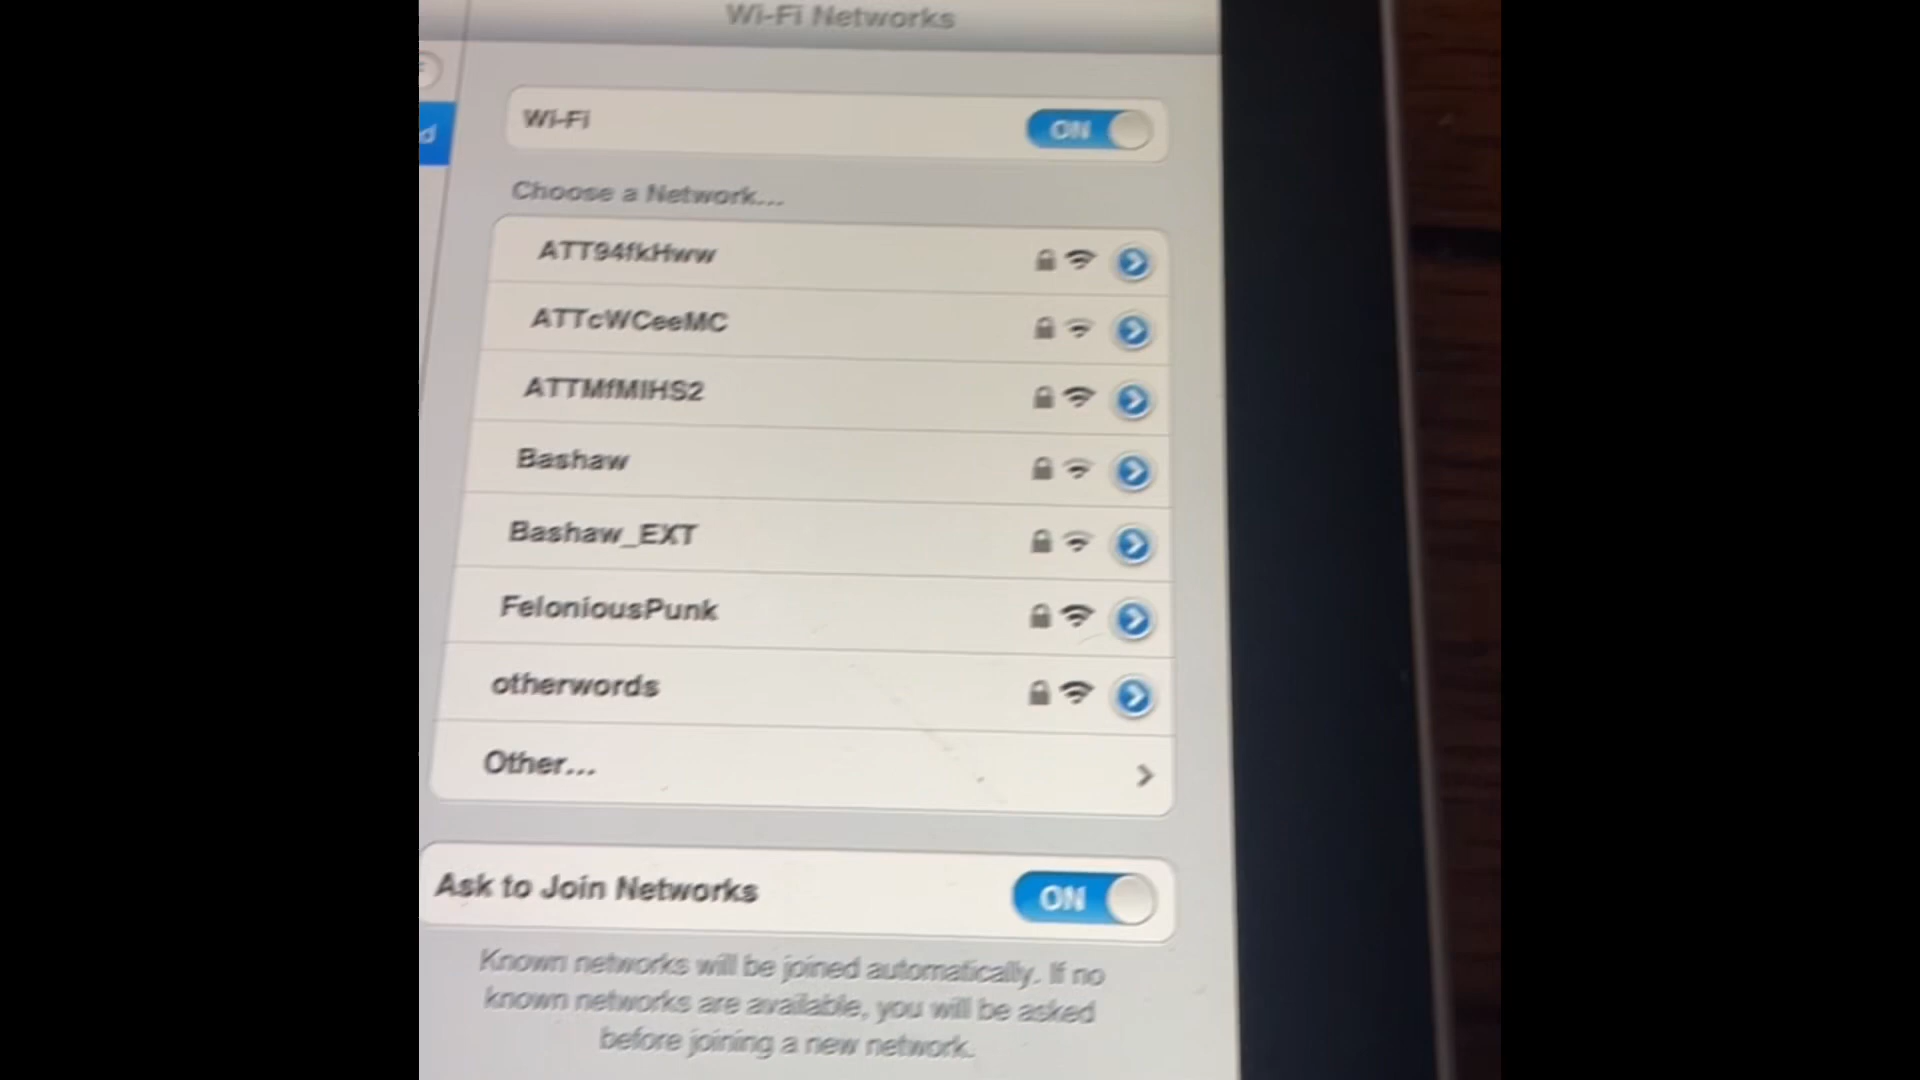 Wi-Fi Networks
Wi-Fi
ON
Choose a Network...
ATT94fkHww
ATTcWCeeMC
ATTMfMIHS2
Bashaw
Bashaw_EXT
FeloniousPunk
otherwords
Other...
Ask to Join Networks
ON
Known networks will be joined automatically. If no
known networks are available, you will be asked
before joining a new network.